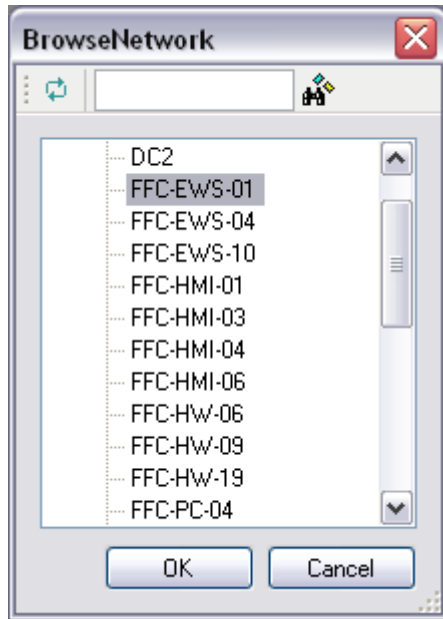 BrowseNetwork
DC2
FFC-EWS-01
FFC-EWS-04
FFC-EWS-10
FFC-HMI-01
FFC-HMI-03
FFC-HMI-04
FFC-HMI-06
FFC-HW-06
FFC-HW-09
FFC-HW-19
FFC-PC-04
OK Cancel